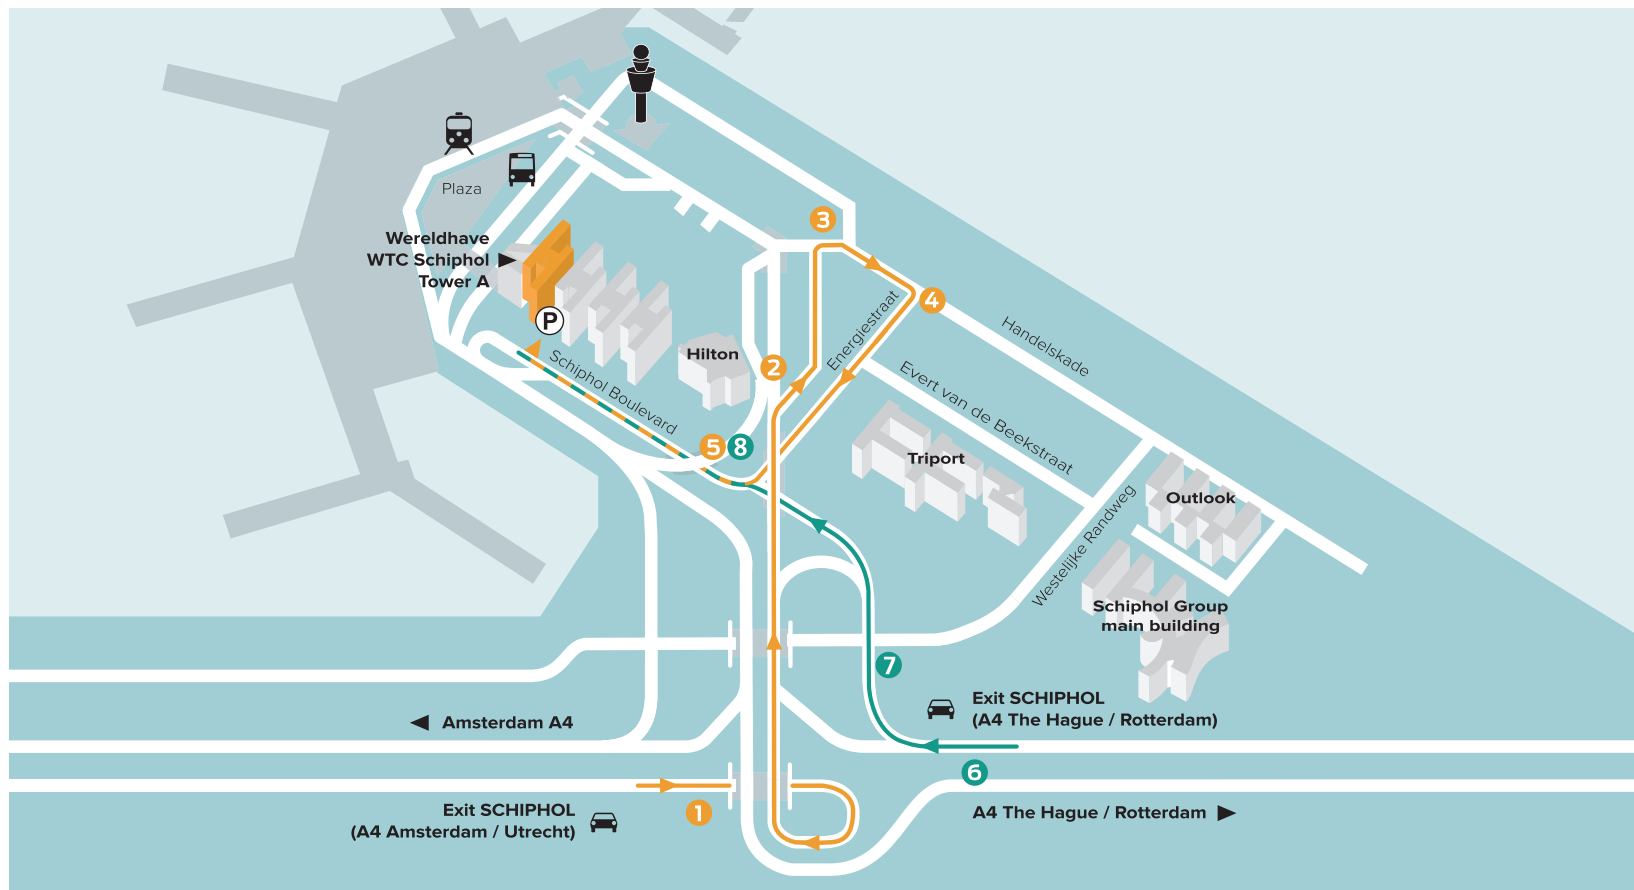 Plaza
Wereldhave
WTC Schiphol
Tower A
P
Schiphol Boulevard
Hilton
3
4
2
Energiestraat
Handelskade
Evert van de Beekstraat
5
8
Triport
Outlook
Westelijke Randweg
Schiphol Group
main building
7
Exit SCHIPHOL
(A4 The Hague / Rotterdam)
Amsterdam A4
6
Exit SCHIPHOL
(A4 Amsterdam / Utrecht)
1
A4 The Hague / Rotterdam